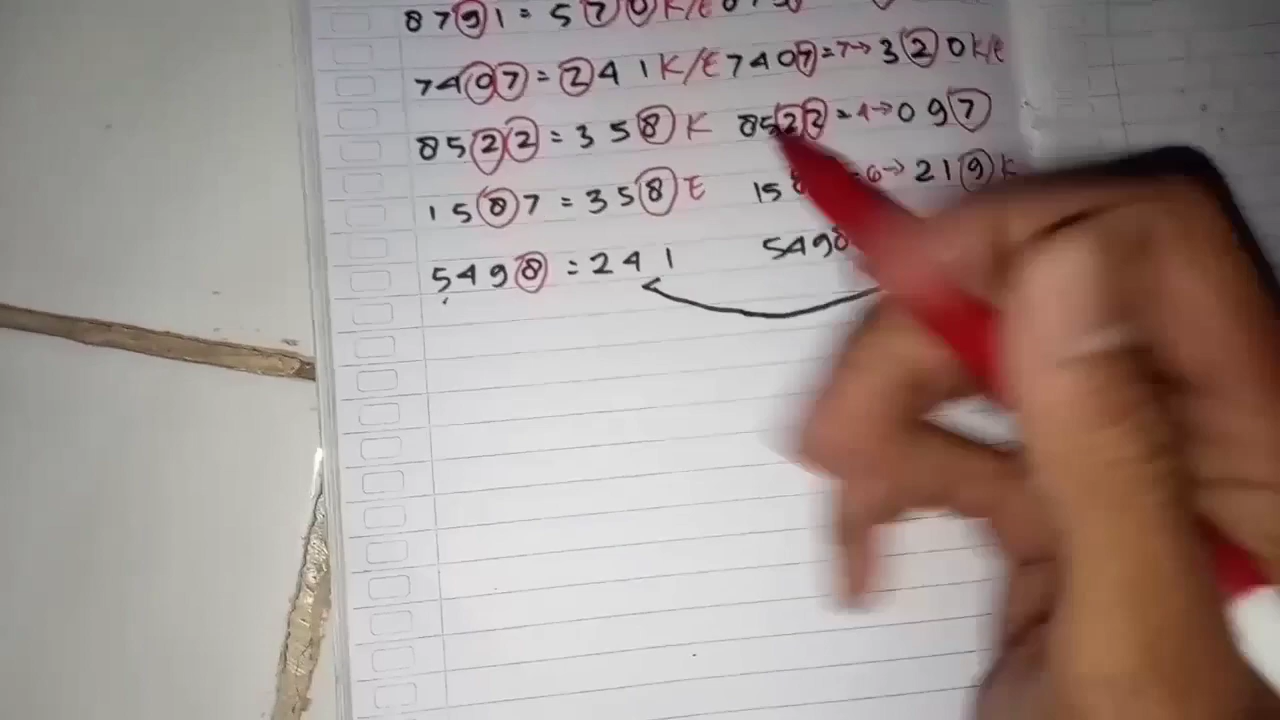 8791 = 570 K/E
7407 = 241 K/E 7407 = 7→ 320 K/E
8522 = 358 K 8522 = 1→ 097
1587 = 358 E 15 6→ 219 K
5498 = 241 5498